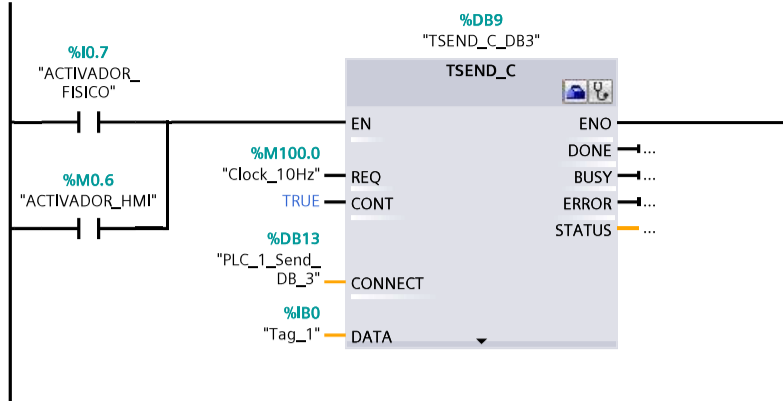 %DB9
"TSEND_C_DB3"
%I0.7
"ACTIVADOR_
FISICO"
TSEND_C
EN
ENO
%M100.0
"Clock_10Hz"
REQ
DONE
...
%M0.6
"ACTIVADOR_HMI"
BUSY
...
TRUE
CONT
ERROR
...
STATUS
...
%DB13
"PLC_1_Send_
DB_3"
CONNECT
%IB0
"Tag_1"
DATA